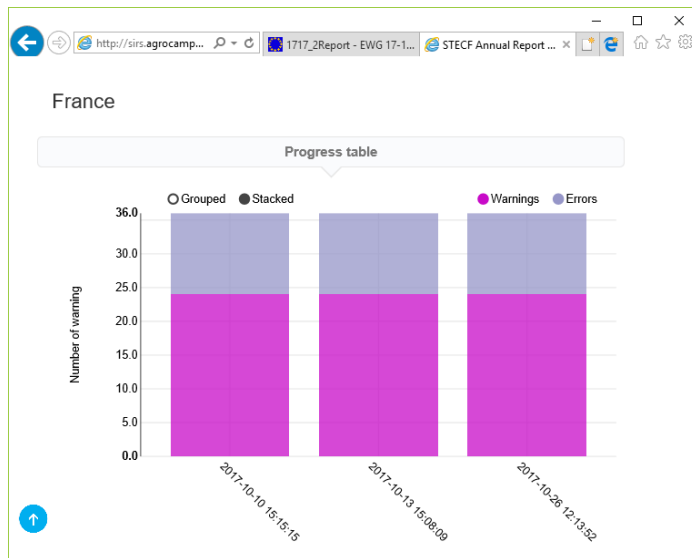 http://sirs.agrocamp...
1717_2Report - EWG 17-1...
STECF Annual Report ...
France
Progress table
Grouped Stacked Warnings Errors
36.0
30.0
25.0
20.0
15.0
10.0
5.0
0.0
Number of warning
2017-10-10 15:15:15
2017-10-13 15:08:09
2017-10-26 12:13:52